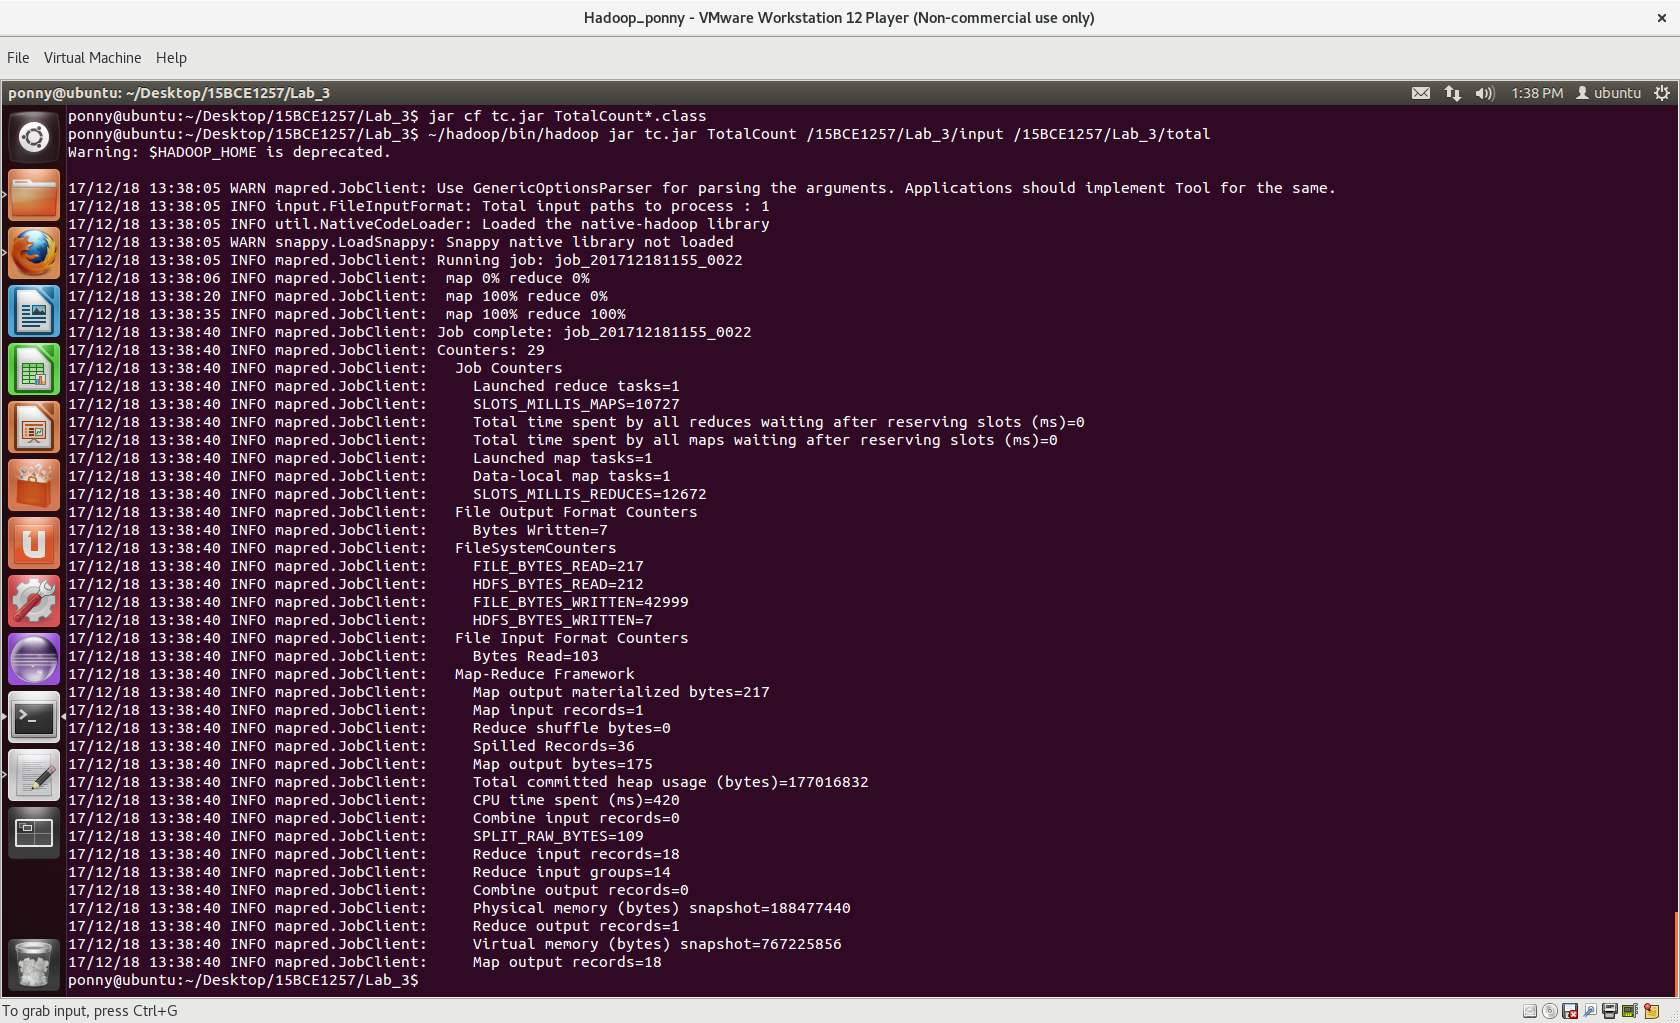 Hadoop_ponny - VMware Workstation 12 Player (Non-commercial use only)
File Virtual Machine Help
ponny@ubuntu: ~/Desktop/15BCE1257/Lab_3
1:38 PM ubuntu
ponny@ubuntu:~/Desktop/15BCE1257/Lab_3$ jar cf tc.jar TotalCount*.class
ponny@ubuntu:~/Desktop/15BCE1257/Lab_3$ ~/hadoop/bin/hadoop jar tc.jar TotalCount /15BCE1257/Lab_3/input /15BCE1257/Lab_3/total
Warning: $HADOOP_HOME is deprecated.
17/12/18 13:38:05 WARN mapred.JobClient: Use GenericOptionsParser for parsing the arguments. Applications should implement Tool for the same.
17/12/18 13:38:05 INFO input.FileInputFormat: Total input paths to process : 1
17/12/18 13:38:05 INFO util.NativeCodeLoader: Loaded the native-hadoop library
17/12/18 13:38:05 WARN snappy.LoadSnappy: Snappy native library not loaded
17/12/18 13:38:05 INFO mapred.JobClient: Running job: job_201712181155_0022
17/12/18 13:38:06 INFO mapred.JobClient:  map 0% reduce 0%
17/12/18 13:38:20 INFO mapred.JobClient:  map 100% reduce 0%
17/12/18 13:38:35 INFO mapred.JobClient:  map 100% reduce 100%
17/12/18 13:38:40 INFO mapred.JobClient: Job complete: job_201712181155_0022
17/12/18 13:38:40 INFO mapred.JobClient: Counters: 29
17/12/18 13:38:40 INFO mapred.JobClient:   Job Counters
17/12/18 13:38:40 INFO mapred.JobClient:     Launched reduce tasks=1
17/12/18 13:38:40 INFO mapred.JobClient:     SLOTS_MILLIS_MAPS=10727
17/12/18 13:38:40 INFO mapred.JobClient:     Total time spent by all reduces waiting after reserving slots (ms)=0
17/12/18 13:38:40 INFO mapred.JobClient:     Total time spent by all maps waiting after reserving slots (ms)=0
17/12/18 13:38:40 INFO mapred.JobClient:     Launched map tasks=1
17/12/18 13:38:40 INFO mapred.JobClient:     Data-local map tasks=1
17/12/18 13:38:40 INFO mapred.JobClient:     SLOTS_MILLIS_REDUCES=12672
17/12/18 13:38:40 INFO mapred.JobClient:   File Output Format Counters
17/12/18 13:38:40 INFO mapred.JobClient:     Bytes Written=7
17/12/18 13:38:40 INFO mapred.JobClient:   FileSystemCounters
17/12/18 13:38:40 INFO mapred.JobClient:     FILE_BYTES_READ=217
17/12/18 13:38:40 INFO mapred.JobClient:     HDFS_BYTES_READ=212
17/12/18 13:38:40 INFO mapred.JobClient:     FILE_BYTES_WRITTEN=42999
17/12/18 13:38:40 INFO mapred.JobClient:     HDFS_BYTES_WRITTEN=7
17/12/18 13:38:40 INFO mapred.JobClient:   File Input Format Counters
17/12/18 13:38:40 INFO mapred.JobClient:     Bytes Read=103
17/12/18 13:38:40 INFO mapred.JobClient:   Map-Reduce Framework
17/12/18 13:38:40 INFO mapred.JobClient:     Map output materialized bytes=217
17/12/18 13:38:40 INFO mapred.JobClient:     Map input records=1
17/12/18 13:38:40 INFO mapred.JobClient:     Reduce shuffle bytes=0
17/12/18 13:38:40 INFO mapred.JobClient:     Spilled Records=36
17/12/18 13:38:40 INFO mapred.JobClient:     Map output bytes=175
17/12/18 13:38:40 INFO mapred.JobClient:     Total committed heap usage (bytes)=177016832
17/12/18 13:38:40 INFO mapred.JobClient:     CPU time spent (ms)=420
17/12/18 13:38:40 INFO mapred.JobClient:     Combine input records=0
17/12/18 13:38:40 INFO mapred.JobClient:     SPLIT_RAW_BYTES=109
17/12/18 13:38:40 INFO mapred.JobClient:     Reduce input records=18
17/12/18 13:38:40 INFO mapred.JobClient:     Reduce input groups=14
17/12/18 13:38:40 INFO mapred.JobClient:     Combine output records=0
17/12/18 13:38:40 INFO mapred.JobClient:     Physical memory (bytes) snapshot=188477440
17/12/18 13:38:40 INFO mapred.JobClient:     Reduce output records=1
17/12/18 13:38:40 INFO mapred.JobClient:     Virtual memory (bytes) snapshot=767225856
17/12/18 13:38:40 INFO mapred.JobClient:     Map output records=18
ponny@ubuntu:~/Desktop/15BCE1257/Lab_3$
To grab input, press Ctrl+G